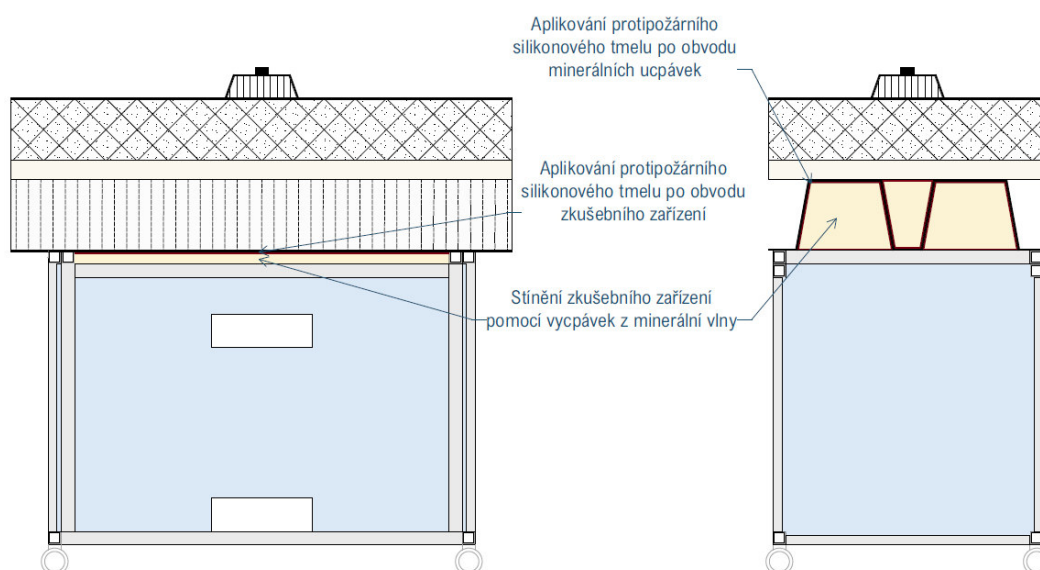 Aplikování protipožárního
silikonového tmelu po obvodu
minerálních ucpávek
Aplikování protipožárního
silikonového tmelu po obvodu
zkušebního zařízení
Stínění zkušebního zařízení
pomocí vycpávek z minerální vlny